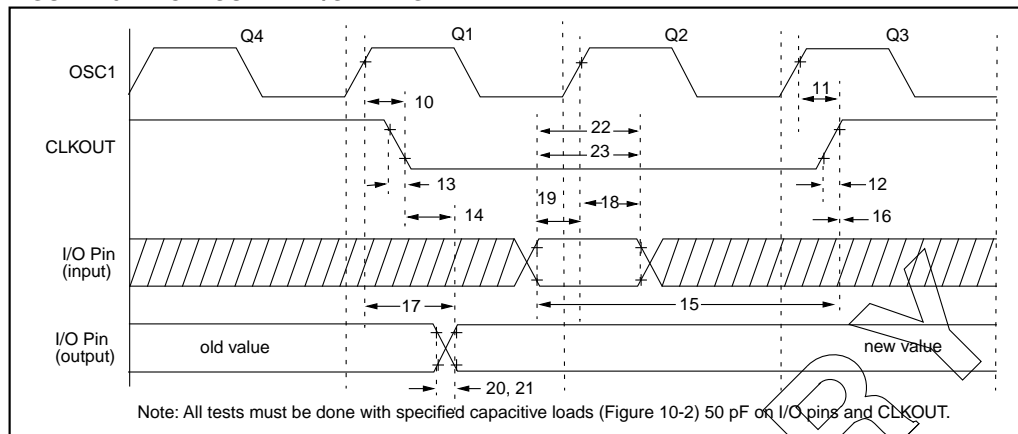 Q4 Q1 Q2 Q3
OSC1
11
10
22
CLKOUT
23
13
12
19
18
14
16
I/O Pin
(input)
17
15
I/O Pin
(output)
old value
new value
20, 21
Note: All tests must be done with specified capacitive loads (Figure 10-2) 50 pF on I/O pins and CLKOUT.